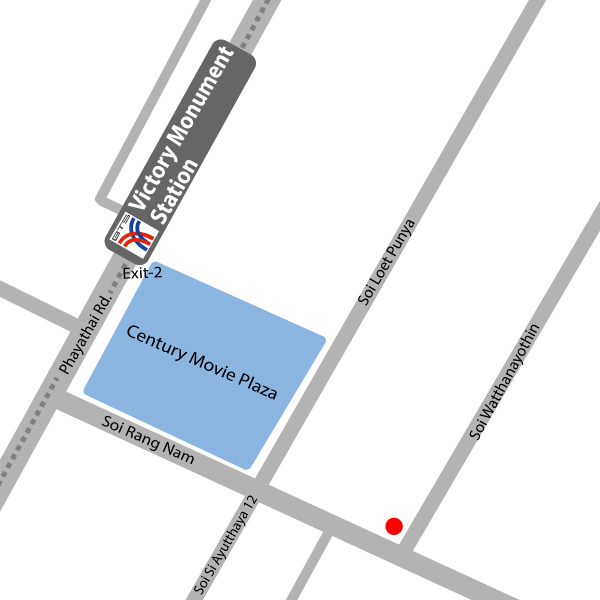 Victory Monument
Station
BTS
Exit-2
Phayathai Rd.
Century Movie Plaza
Soi Rang Nam
Soi Loet Punya
Soi Watthanayothin
Soi Si Ayutthaya 12